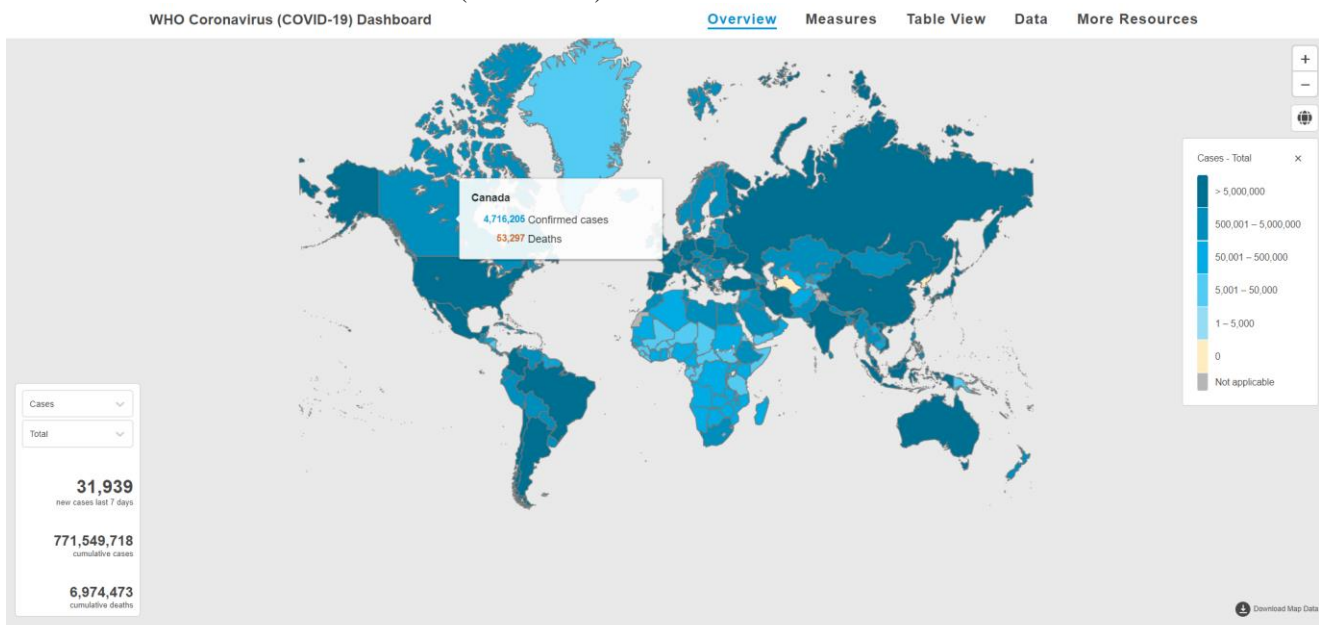 WHO Coronavirus (COVID-19) Dashboard
Overview Measures Table View Data More Resources
+
−
Canada
4,716,205 Confirmed cases
53,297 Deaths
Cases - Total ×
> 5,000,000
500,001 – 5,000,000
50,001 – 500,000
5,001 – 50,000
1 – 5,000
0
Not applicable
Cases
Total
31,939
new cases last 7 days
771,549,718
cumulative cases
6,974,473
cumulative deaths
Download Map Data